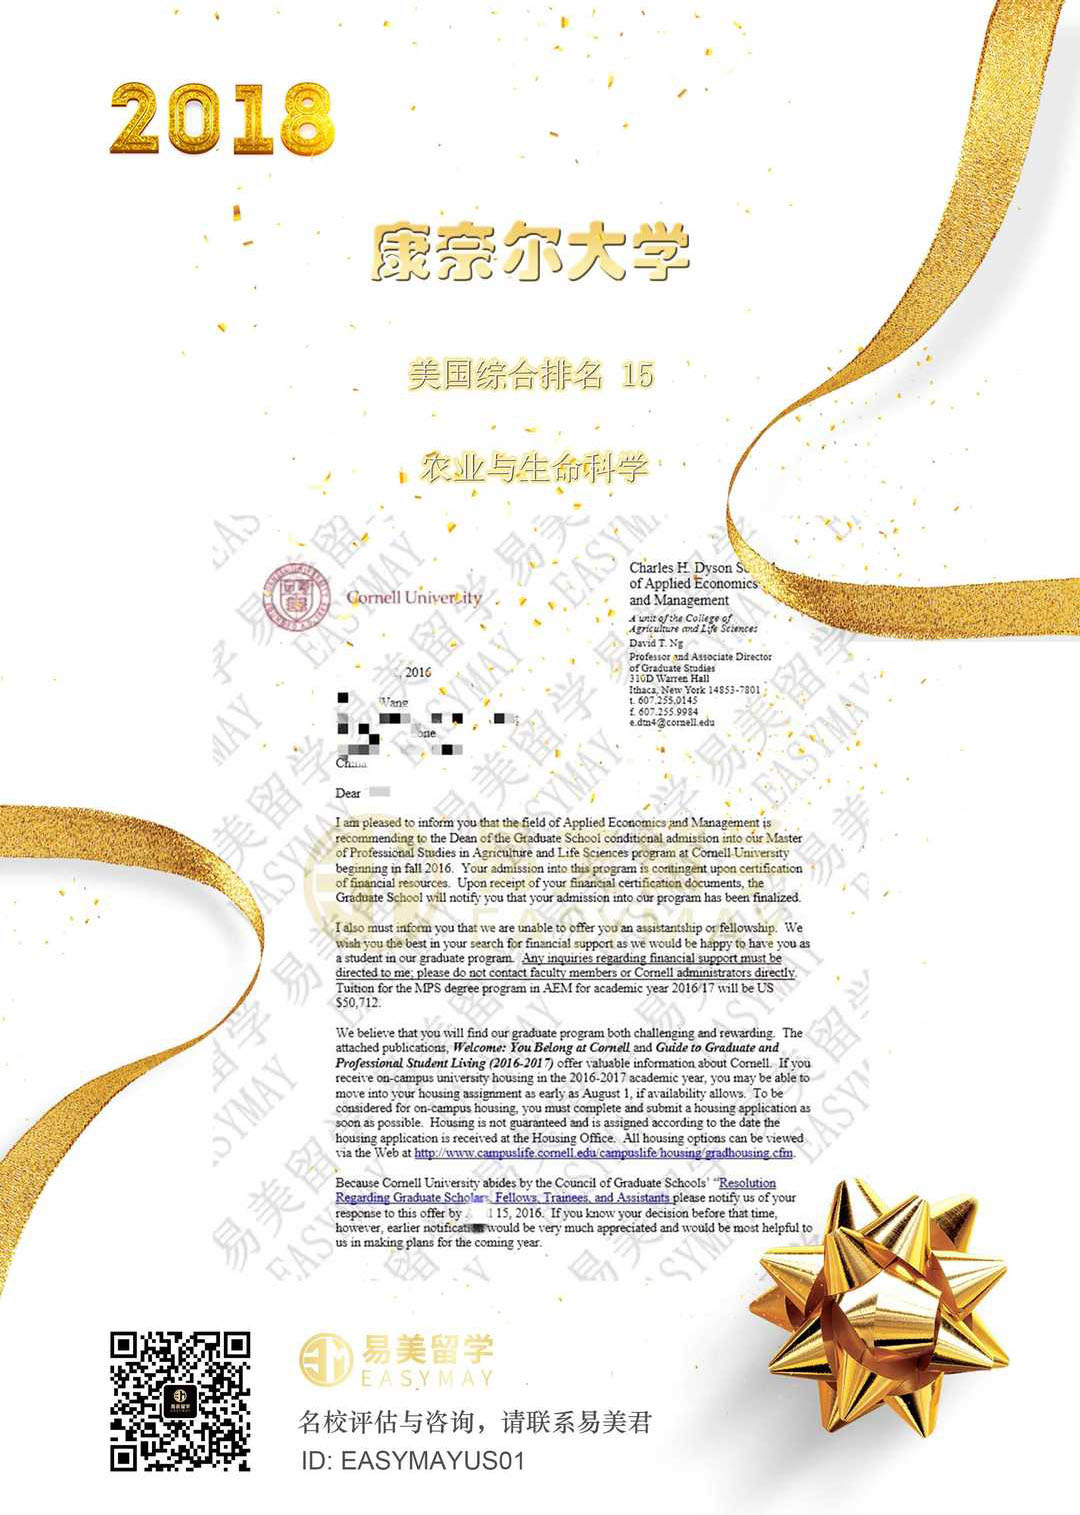 2018
康奈尔大学
美国综合排名 15
农业与生命科学
Cornell University
Charles H. Dyson
of Applied Economics
and Management
A unit of the College of
Agriculture and Life Sciences
David T. Ng
Professor and Associate Director
of Graduate Studies
310D Warren Hall
Ithaca, New York 14853-7801
t. 607.255.0145
f. 607.255.9984
e.dtn4@cornell.edu
, 2016
Wang
China
Dear
I am pleased to inform you that the field of Applied Economics and Management is
recommending to the Dean of the Graduate School conditional admission into our Master
of Professional Studies in Agriculture and Life Sciences program at Cornell University
beginning in fall 2016. Your admission into this program is contingent upon certification
of financial resources. Upon receipt of your financial certification documents, the
Graduate School will notify you that your admission into our program has been finalized.
I also must inform you that we are unable to offer you an assistantship or fellowship. We
wish you the best in your search for financial support as we would be happy to have you as
a student in our graduate program. Any inquiries regarding financial support must be
directed to me; please do not contact faculty members or Cornell administrators directly.
Tuition for the MPS degree program in AEM for academic year 2016/17 will be US
$50,712.
We believe that you will find our graduate program both challenging and rewarding. The
attached publications, Welcome: You Belong at Cornell and Guide to Graduate and
Professional Student Living (2016-2017) offer valuable information about Cornell. If you
receive on-campus university housing in the 2016-2017 academic year, you may be able to
move into your housing assignment as early as August 1, if availability allows. To be
considered for on-campus housing, you must complete and submit a housing application as
soon as possible. Housing is not guaranteed and is assigned according to the date the
housing application is received at the Housing Office. All housing options can be viewed
via the Web at http://www.campuslife.cornell.edu/campuslife/housing/gradhousing.cfm.
Because Cornell University abides by the Council of Graduate Schools' "Resolution
Regarding Graduate Scholars, Fellows, Trainees, and Assistants please notify us of your
response to this offer by 15, 2016. If you know your decision before that time,
however, earlier notification would be very much appreciated and would be most helpful to
us in making plans for the coming year.
易美留学
EASYMAY
名校评估与咨询，请联系易美君
ID: EASYMAYUS01